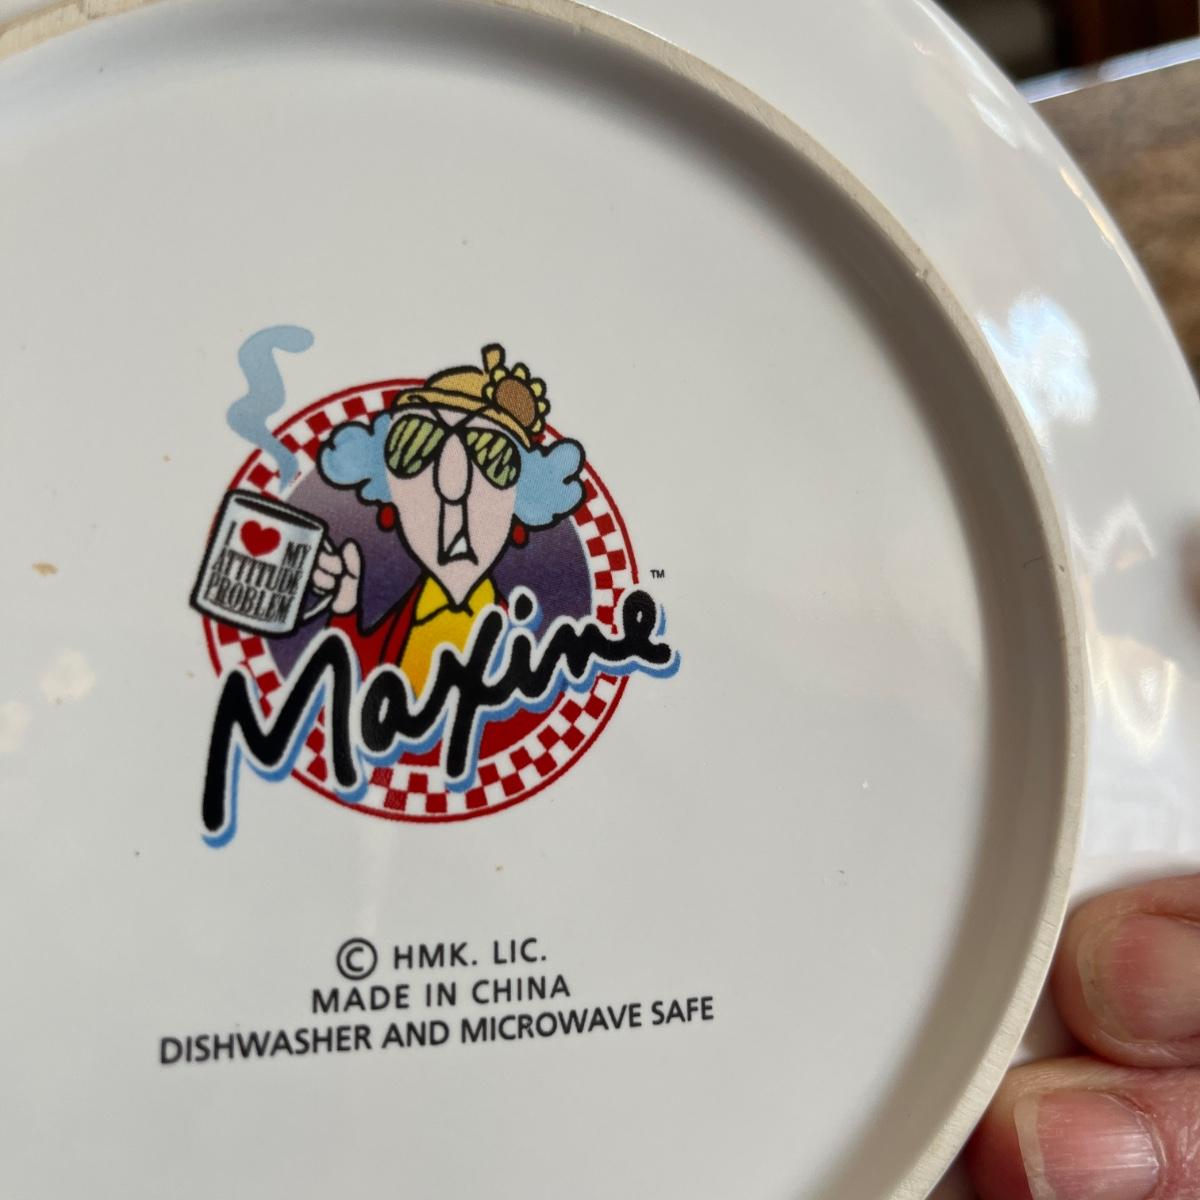 I ❤ MY
ATTITUDE
PROBLEM
Maxine™
© HMK. LIC.
MADE IN CHINA
DISHWASHER AND MICROWAVE SAFE